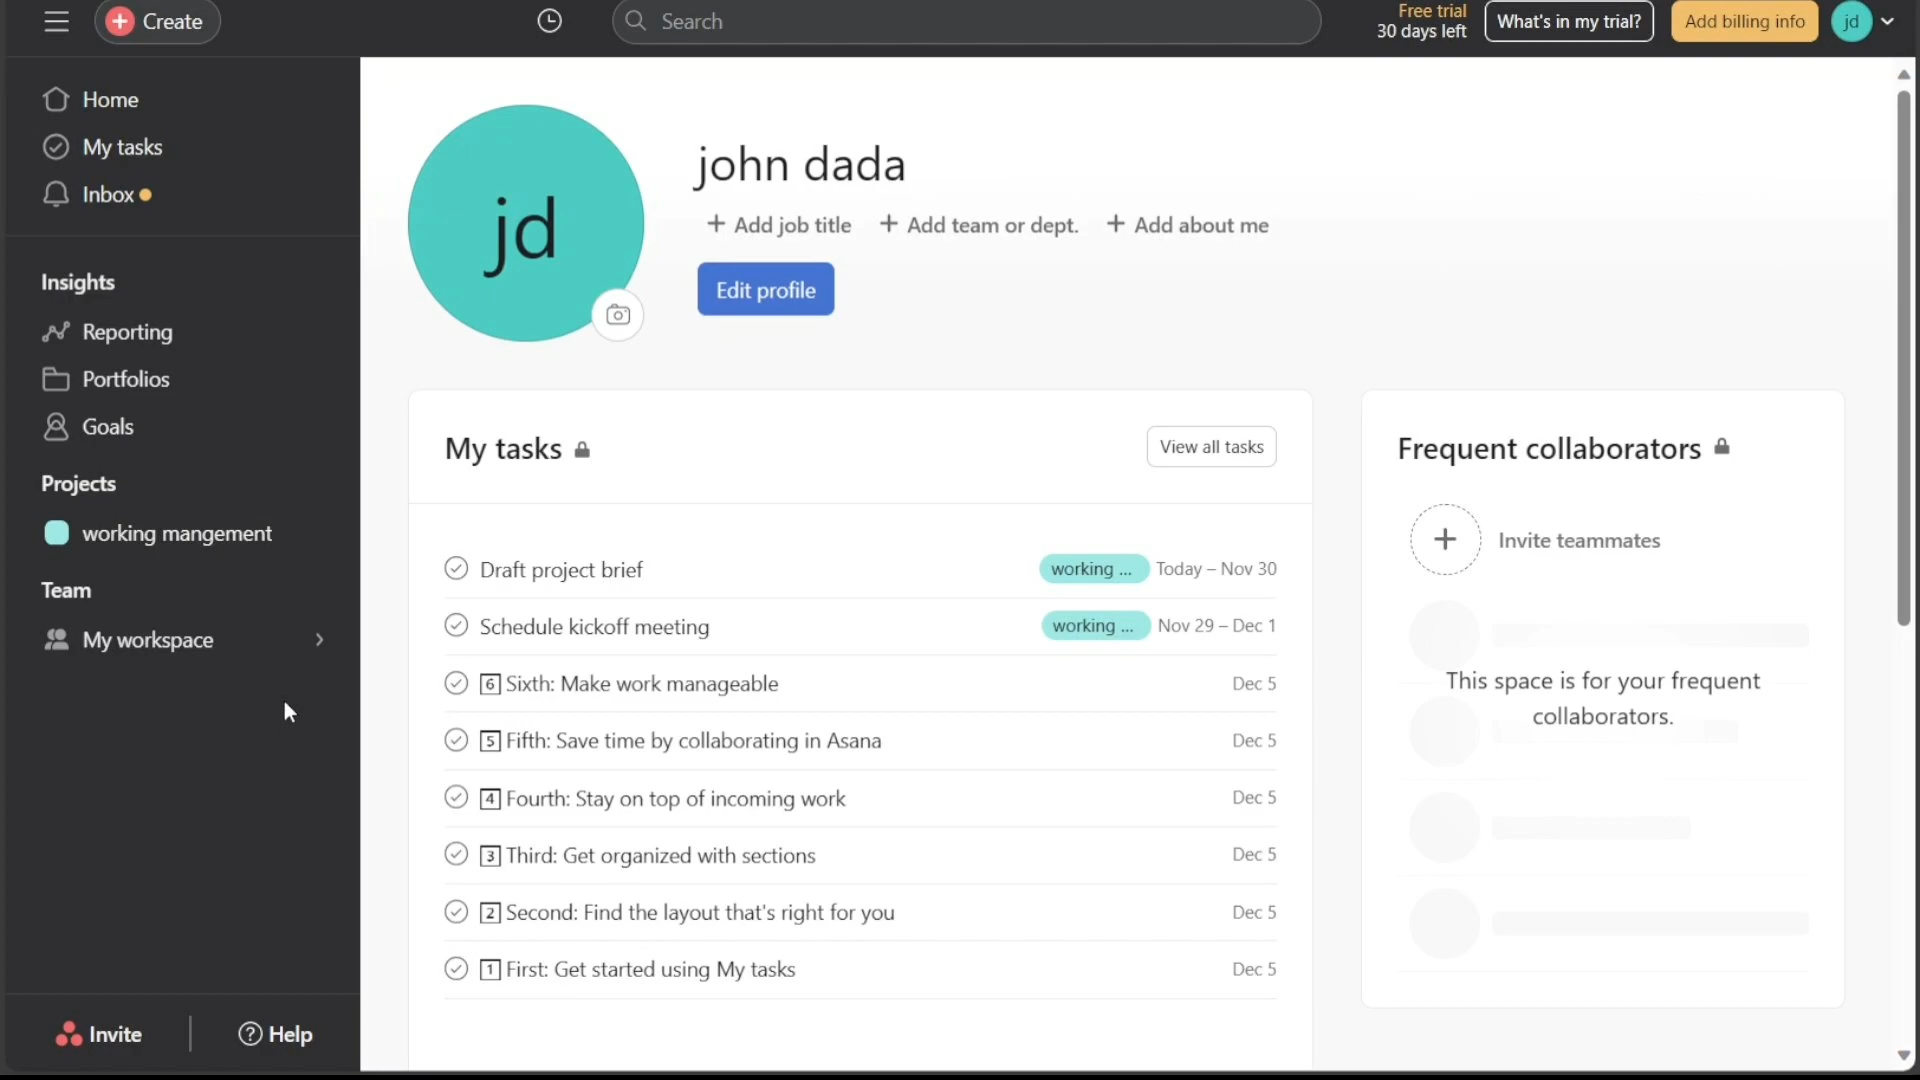 Create
Search
Free trial
30 days left
What's in my trial?
Add billing info
jd
Home
My tasks
Inbox
Insights
Reporting
Portfolios
Goals
Projects
working mangement
Team
My workspace
Invite
Help
jd
john dada
+ Add job title + Add team or dept. + Add about me
Edit profile
My tasks
View all tasks
Draft project brief working ... Today – Nov 30
Schedule kickoff meeting working ... Nov 29 – Dec 1
6 Sixth: Make work manageable Dec 5
5 Fifth: Save time by collaborating in Asana Dec 5
4 Fourth: Stay on top of incoming work Dec 5
3 Third: Get organized with sections Dec 5
2 Second: Find the layout that's right for you Dec 5
1 First: Get started using My tasks Dec 5
Frequent collaborators
Invite teammates
This space is for your frequent
collaborators.